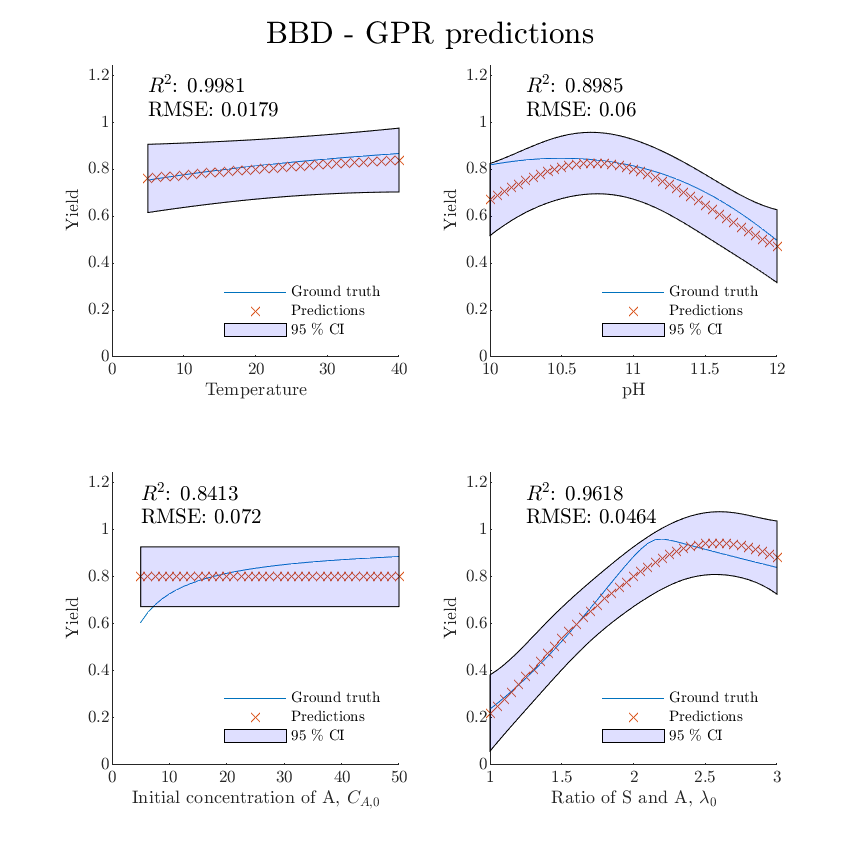 BBD - GPR predictions
R²: 0.9981
RMSE: 0.0179
1.2
1
0.8
0.6
0.4
0.2
0
Yield
Ground truth
Predictions
95 % CI
0 10 20 30 40
Temperature
R²: 0.8985
RMSE: 0.06
1.2
1
0.8
0.6
0.4
0.2
0
Yield
Ground truth
Predictions
95 % CI
10 10.5 11 11.5 12
pH
R²: 0.8413
RMSE: 0.072
1.2
1
0.8
0.6
0.4
0.2
0
Yield
Ground truth
Predictions
95 % CI
0 10 20 30 40 50
Initial concentration of A, C_{A,0}
R²: 0.9618
RMSE: 0.0464
1.2
1
0.8
0.6
0.4
0.2
0
Yield
Ground truth
Predictions
95 % CI
1 1.5 2 2.5 3
Ratio of S and A, λ₀